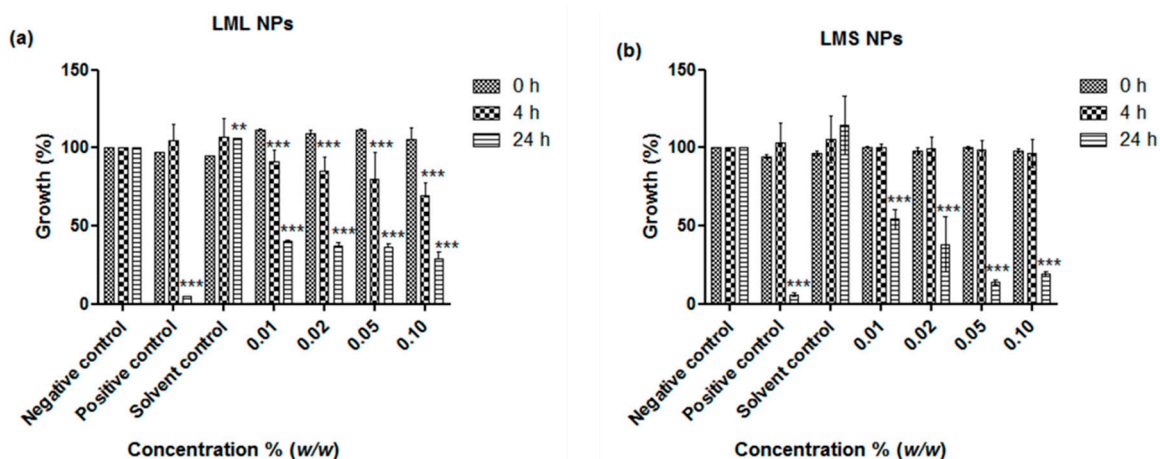 LML NPs
(a)
150
100
50
0
Growth (%)
0 h
4 h
24 h
**
***
***
***
***
***
***
***
***
***
Negative control
Positive control
Solvent control
0.01
0.02
0.05
0.10
Concentration % (w/w)
LMS NPs
(b)
150
100
50
0
Growth (%)
0 h
4 h
24 h
***
***
***
***
***
Negative control
Positive control
Solvent control
0.01
0.02
0.05
0.10
Concentration % (w/w)